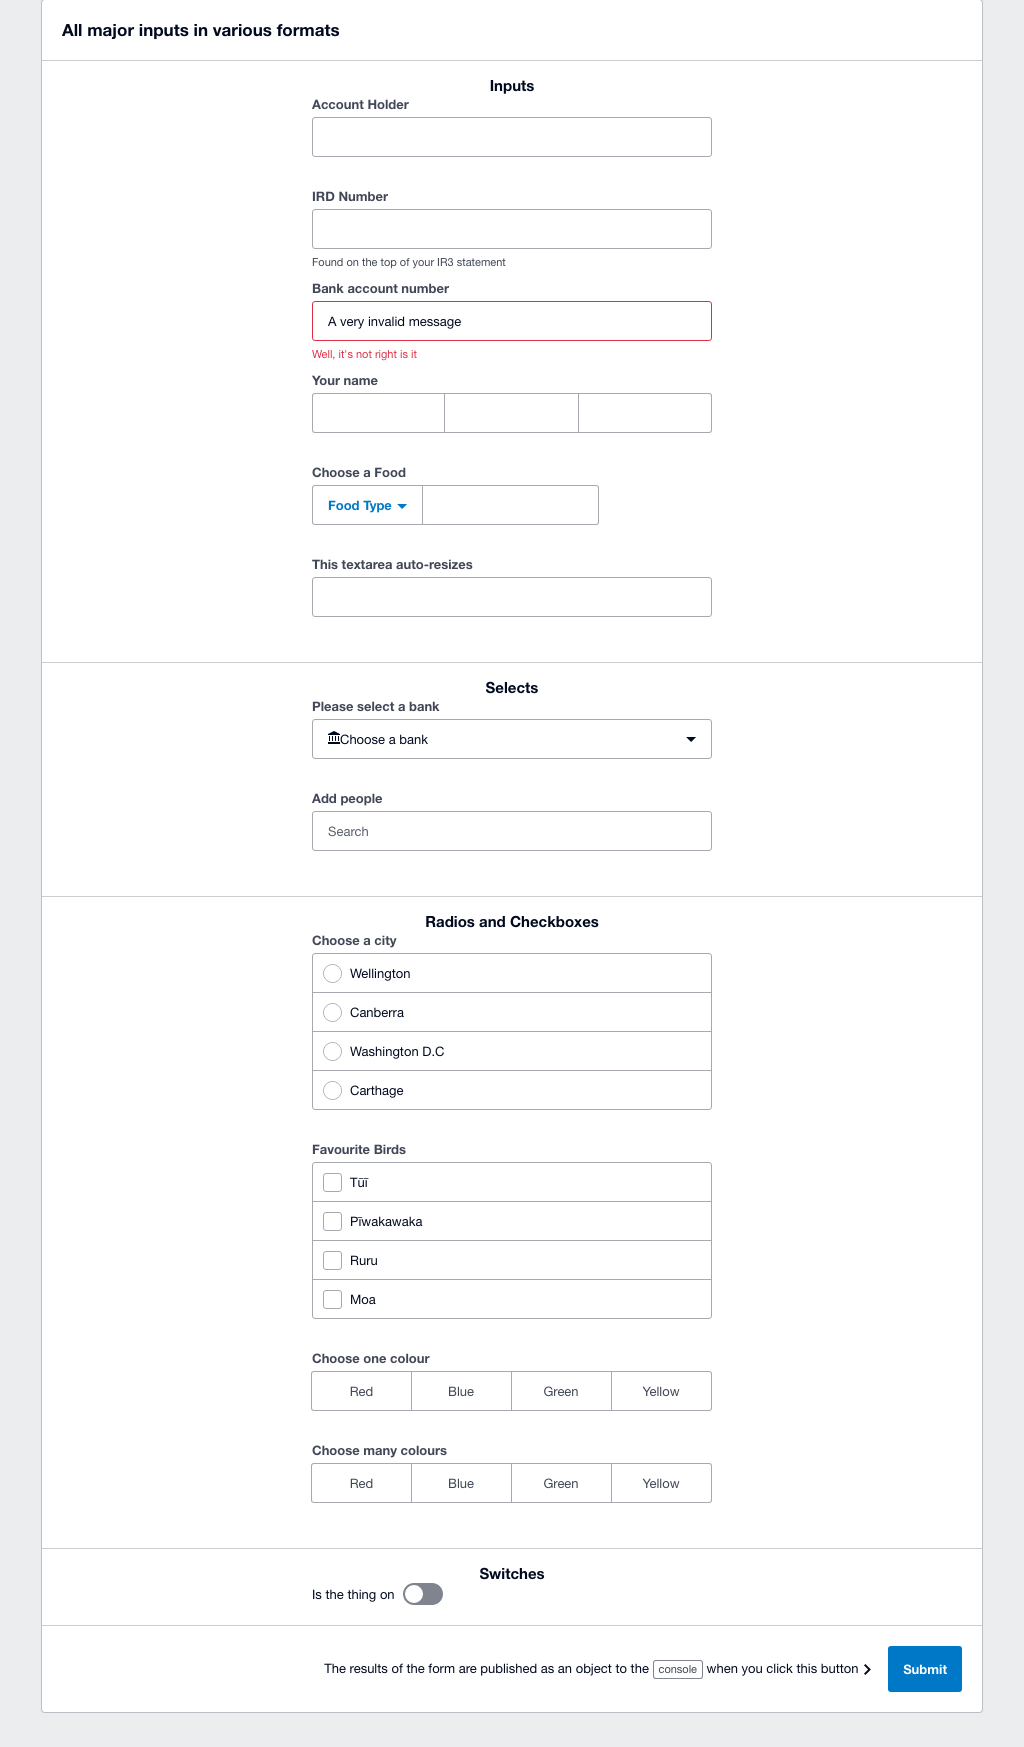 All major inputs in various formats
Inputs
Account Holder
IRD Number
Found on the top of your IR3 statement
Bank account number
A very invalid message
Well, it's not right is it
Your name
Choose a Food
Food Type
This textarea auto-resizes
Selects
Please select a bank
Choose a bank
Add people
Search
Radios and Checkboxes
Choose a city
Wellington
Canberra
Washington D.C
Carthage
Favourite Birds
Tūī
Pīwakawaka
Ruru
Moa
Choose one colour
Red Blue Green Yellow
Choose many colours
Red Blue Green Yellow
Switches
Is the thing on
The results of the form are published as an object to the console when you click this button Submit